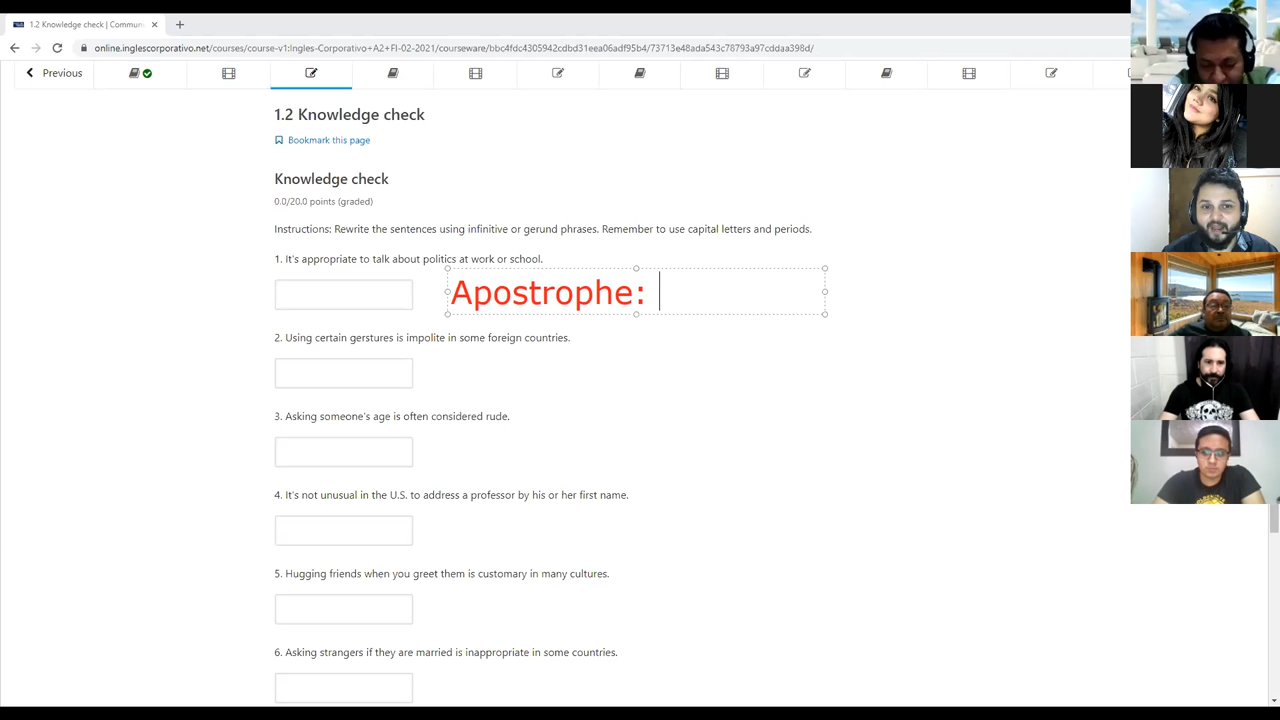 1.2 Knowledge check | Commun
online.inglescorporativo.net/courses/course-v1:Ingles-Corporativo+A2+FI-02-2021/courseware/bbc4fdc4305942cdbd31eea06adf95b4/73713e48ada543c78793a97cddaa398d/
Previous
1.2 Knowledge check
Bookmark this page
Knowledge check
0.0/20.0 points (graded)
Instructions: Rewrite the sentences using infinitive or gerund phrases. Remember to use capital letters and periods.
1. It's appropriate to talk about politics at work or school.
Apostrophe:
2. Using certain gerstures is impolite in some foreign countries.
3. Asking someone's age is often considered rude.
4. It's not unusual in the U.S. to address a professor by his or her first name.
5. Hugging friends when you greet them is customary in many cultures.
6. Asking strangers if they are married is inappropriate in some countries.